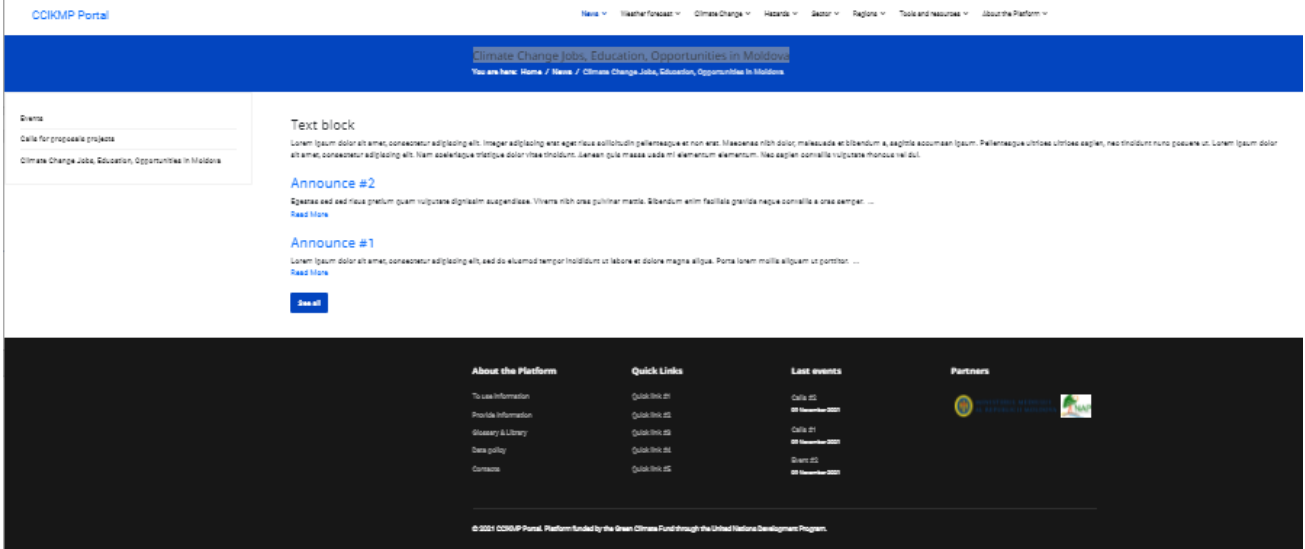 CCIKMP Portal
News Weather forecast Climate Change Hazards Sector Regions Tools and resources About the Platform
Climate Change Jobs, Education, Opportunities in Moldova
You are here: Home / News / Climate Change Jobs, Education, Opportunities in Moldova
Events
Calls for proposals projects
Climate Change Jobs, Education, Opportunities in Moldova
Text block
Lorem ipsum dolor sit amet, consectetur adipiscing elit. Integer adipiscing erat eget risus sollicitudin pellentesque et non erat. Maecenas nibh dolor, malesuada et bibendum a, sagittis accumsan ipsum. Pellentesque ultrices ultrices sapien, nec tincidunt nunc posuere ut. Lorem ipsum dolor
sit amet, consectetur adipiscing elit. Nam scelerisque tristique dolor vitae tincidunt. Aenean quis massa uada mi elementum elementum. Nec sapien convallis vulputate rhoncus vel dui.
Announce #2
Egestas sed sed risus pretium quam vulputate dignissim suspendisse. Viverra nibh cras pulvinar mattis. Bibendum enim facilisis gravida neque convallis a cras semper. ...
Read More
Announce #1
Lorem ipsum dolor sit amet, consectetur adipiscing elit, sed do eiusmod tempor incididunt ut labore et dolore magna aliqua. Porta lorem mollis aliquam ut porttitor. ...
Read More
See all
About the Platform
To use information
Provide information
Glossary & Library
Data policy
Contacts
Quick Links
Quick link #1
Quick link #2
Quick link #3
Quick link #4
Quick link #5
Last events
Calls #2
Calls #1
Event #2
Partners
NAP
© 2021 CCIKMP Portal. Platform funded by the Green Climate Fund through the United Nations Development Program.